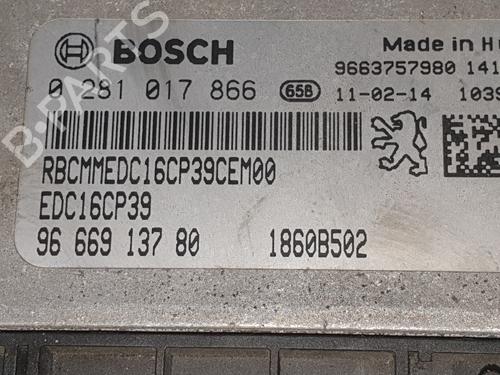 BOSCH
Made in Hu
0 281 017 866 658
9663757980 141
11-02-14 1039
RBCMMEDC16CP39CEM00
EDC16CP39
96 669 137 80 1860B502
B-PARTS